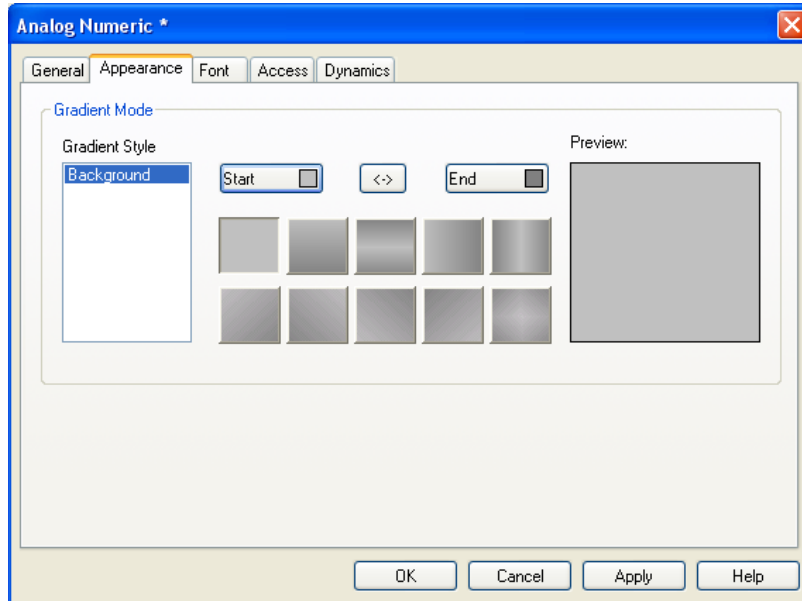 Analog Numeric *
General Appearance Font Access Dynamics
Gradient Mode
Gradient Style
Preview:
Background
Start <-> End
OK Cancel Apply Help